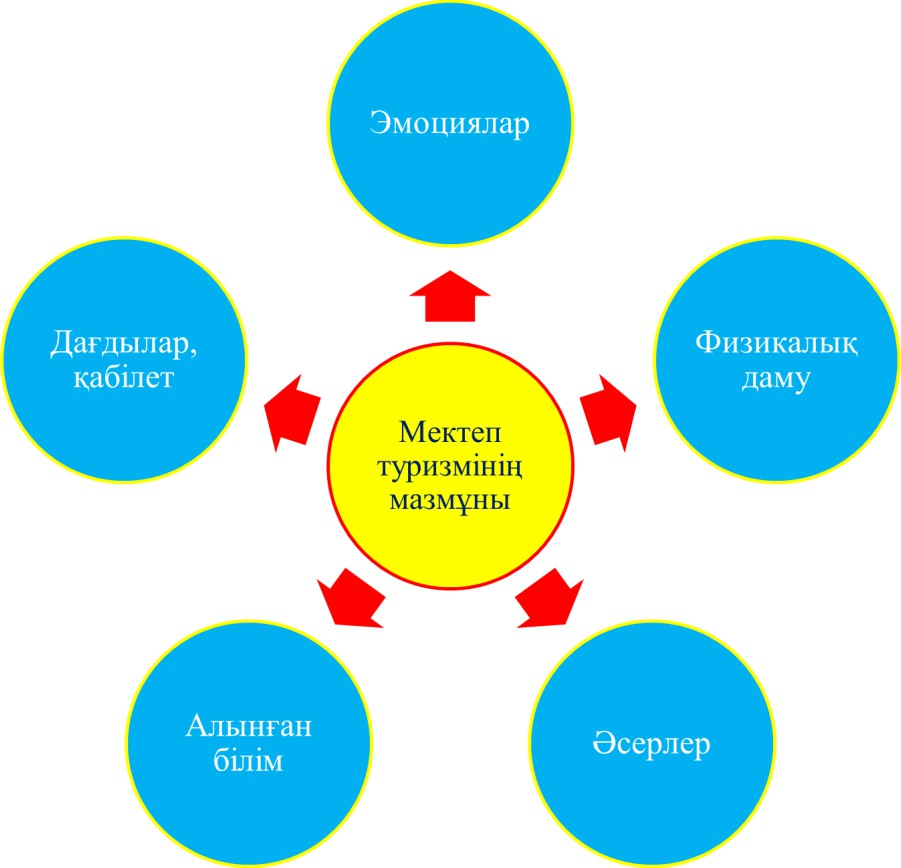 Эмоциялар
Дағдылар,
қабілет
Физикалық
даму
Мектеп
туризмінің
мазмұны
Алынған
білім
Әсерлер